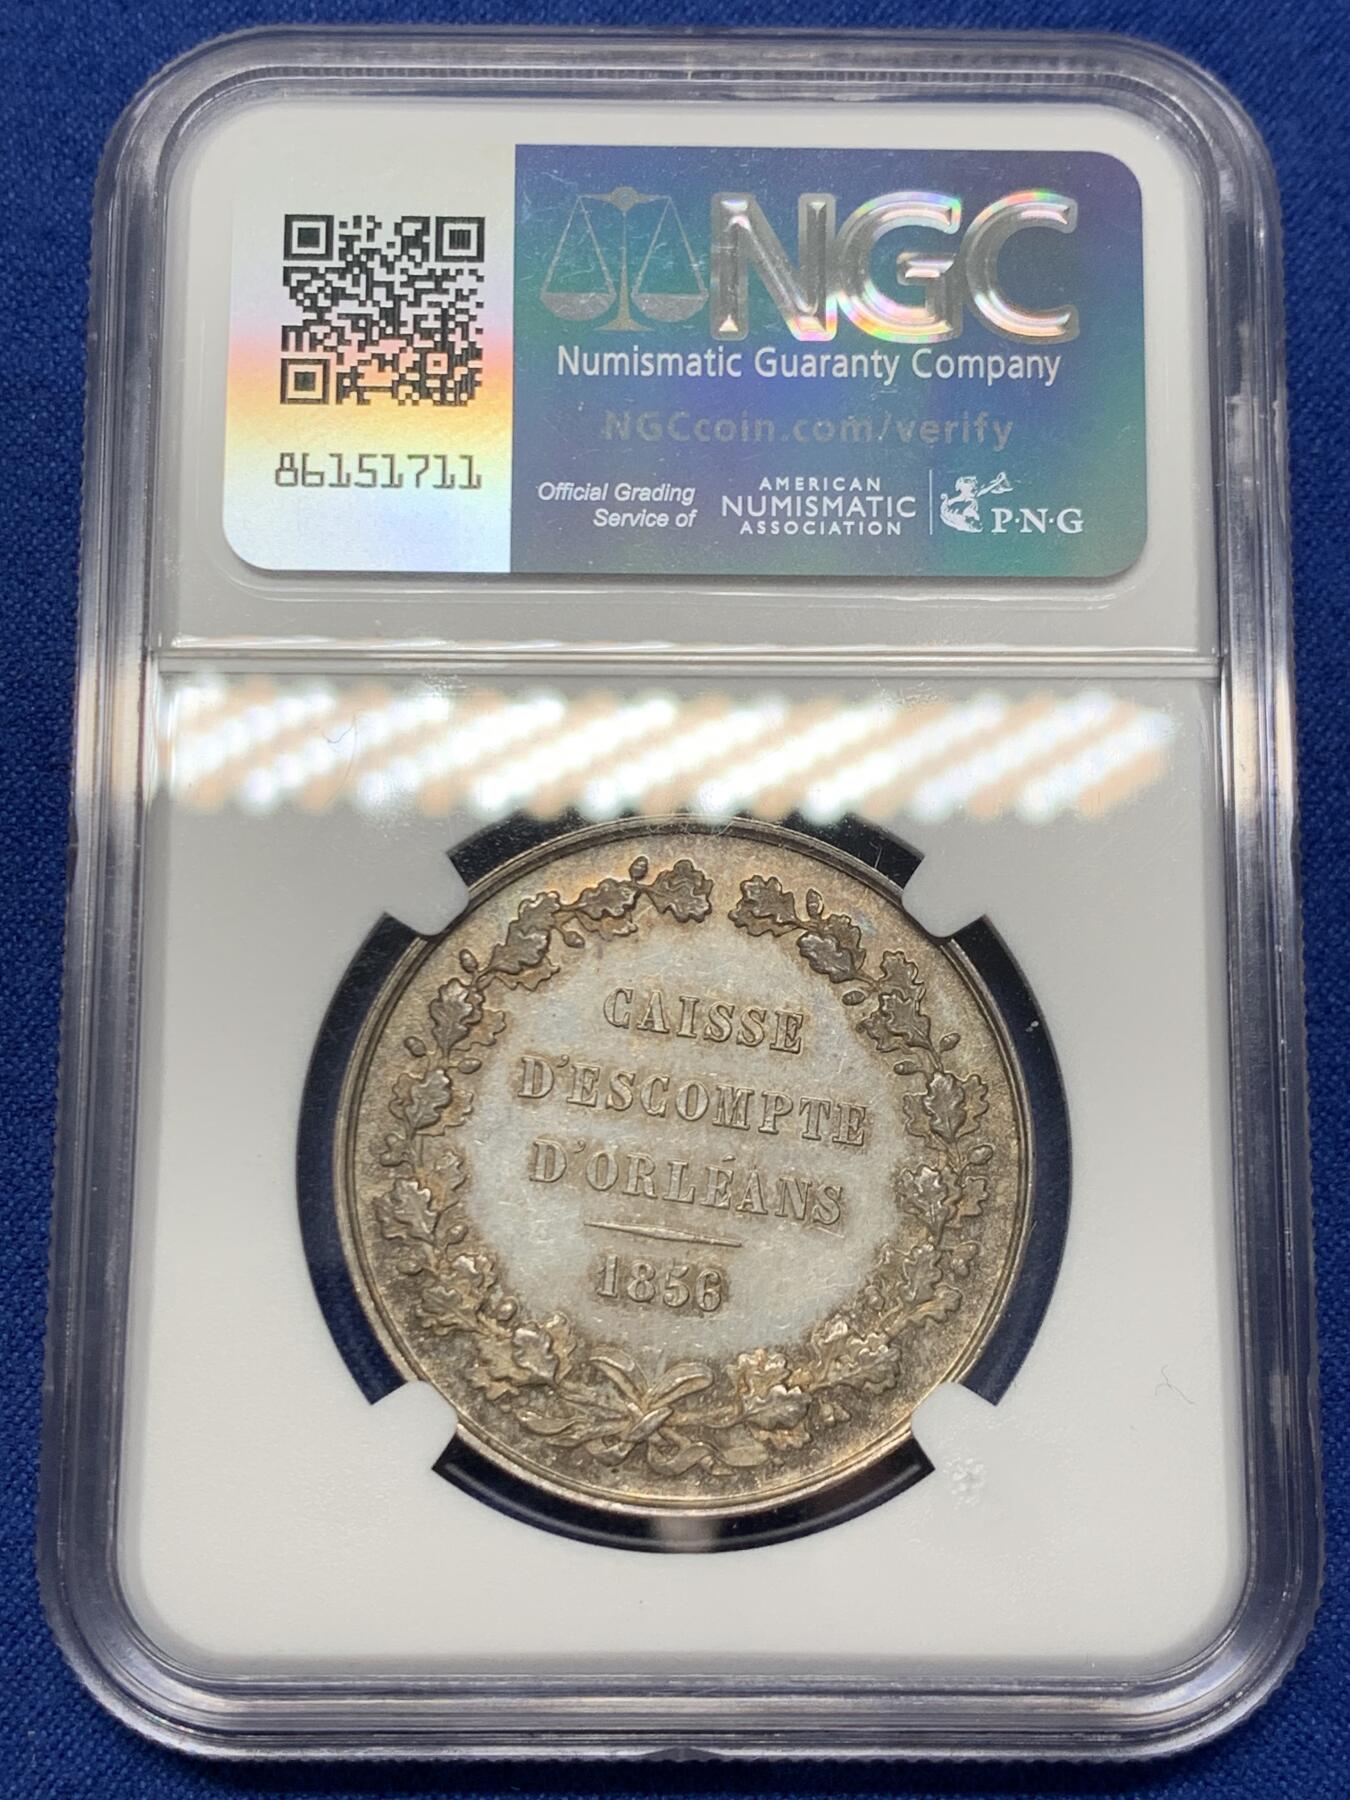 NGC
Numismatic Guaranty Company
NGCcoin.com/verify
86151711
Official Grading
Service of
AMERICAN
NUMISMATIC
ASSOCIATION
P·N·G
CAISSE
D'ESCOMPTE
D'ORLÉANS
1856